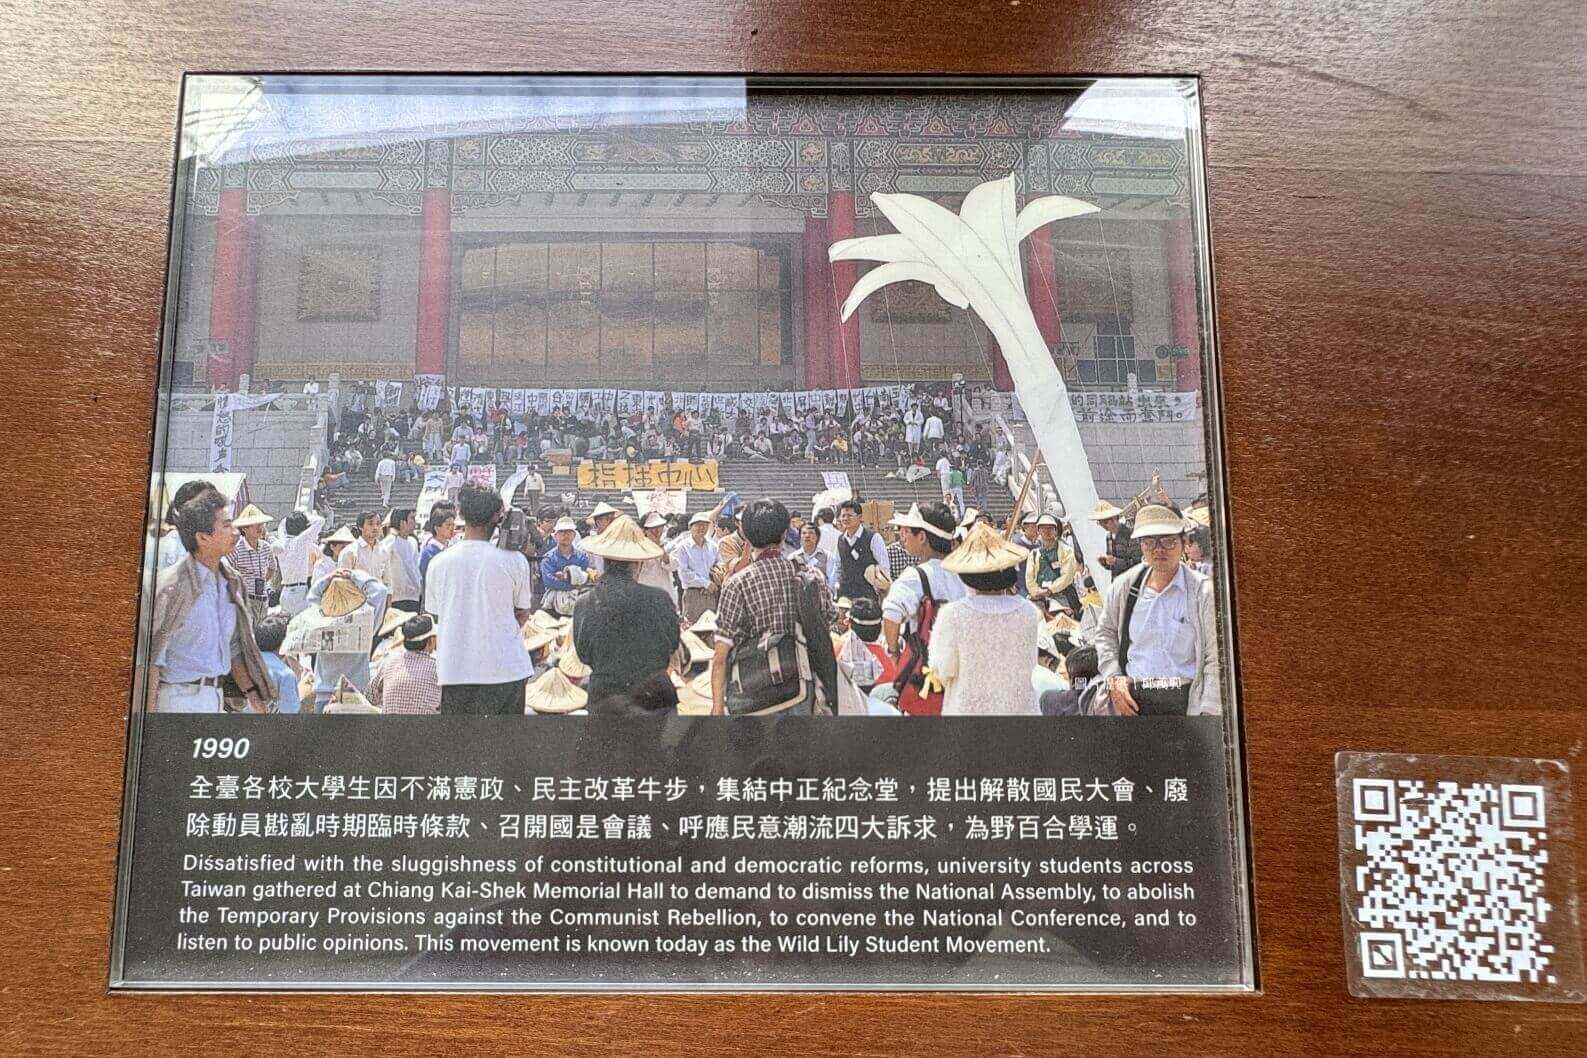 指揮中心
1990
全臺各校大學生因不滿憲政、民主改革牛步，集結中正紀念堂，提出解散國民大會、廢
除動員戡亂時期臨時條款、召開國是會議、呼應民意潮流四大訴求，為野百合學運。
Dissatisfied with the sluggishness of constitutional and democratic reforms, university students across
Taiwan gathered at Chiang Kai-Shek Memorial Hall to demand to dismiss the National Assembly, to abolish
the Temporary Provisions against the Communist Rebellion, to convene the National Conference, and to
listen to public opinions. This movement is known today as the Wild Lily Student Movement.